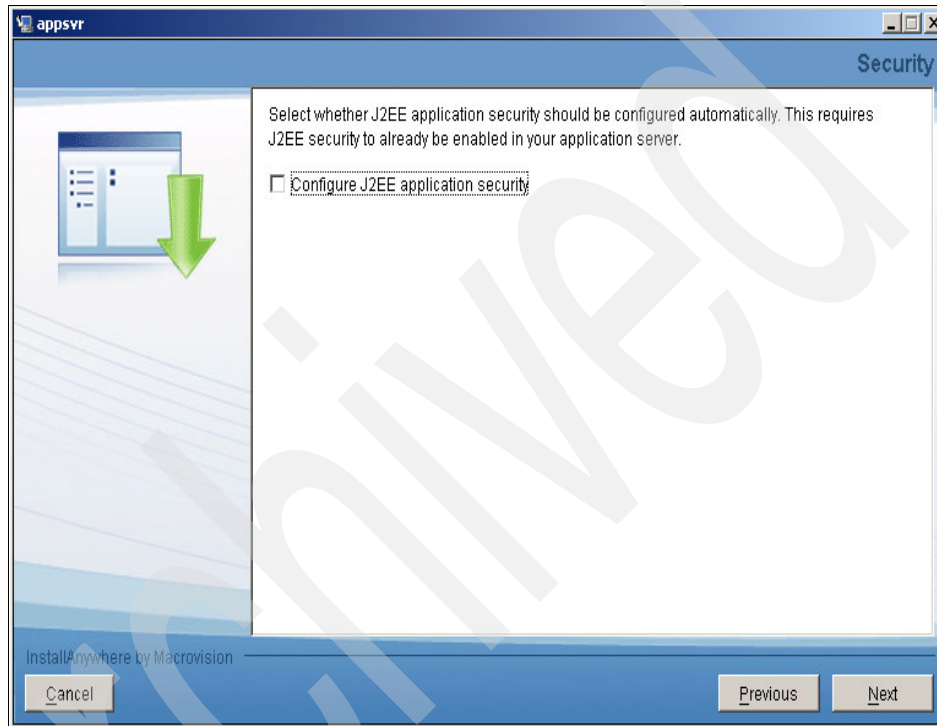 appsvr
Security
Select whether J2EE application security should be configured automatically. This requires
J2EE security to already be enabled in your application server.
Configure J2EE application security
InstallAnywhere by Macrovision
Cancel
Previous
Next